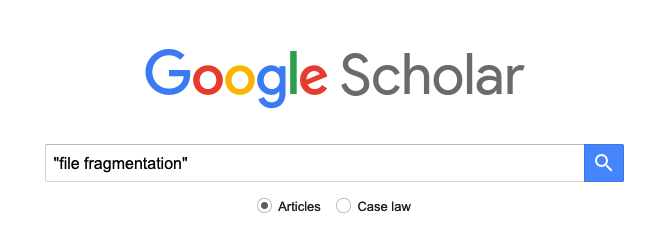 Google Scholar
"file fragmentation"
Articles Case law